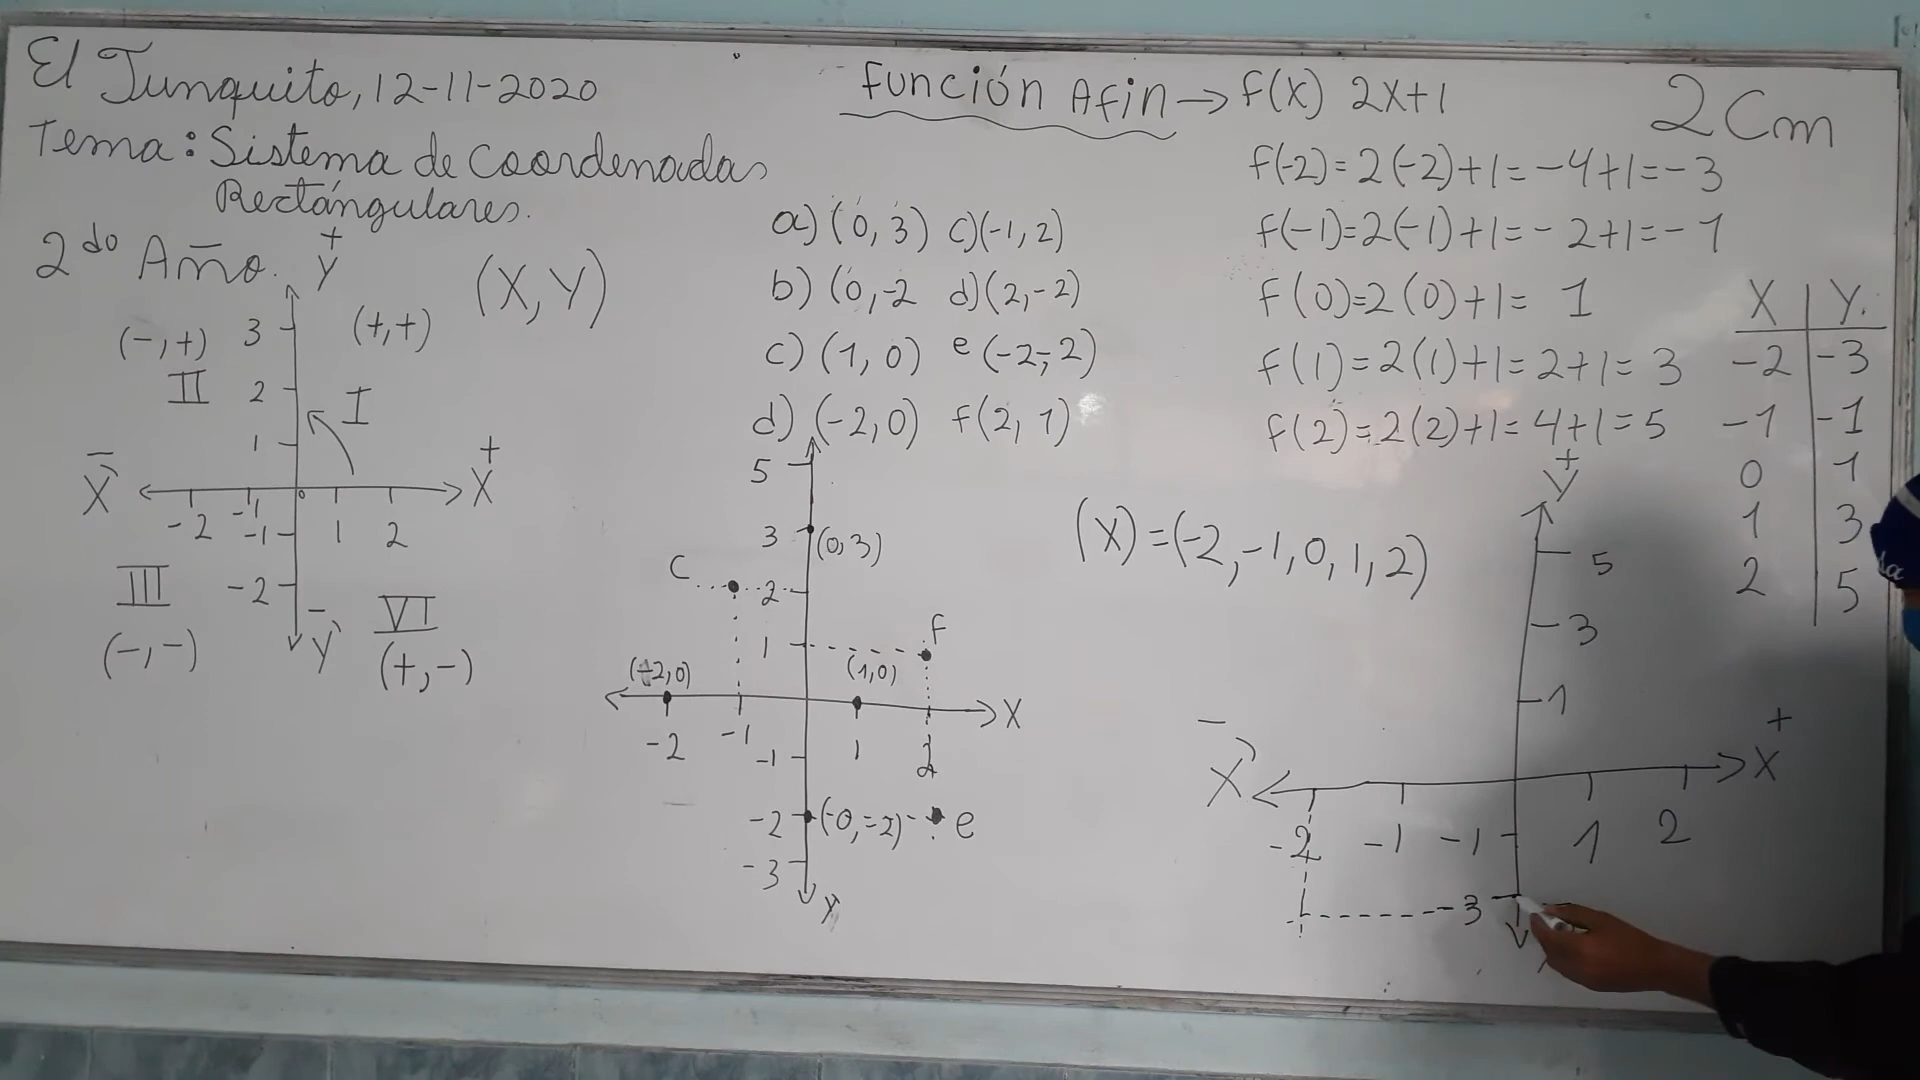 El Junquito, 12-11-2020
Tema: Sistema de Coordenadas
Rectángulares.
2do Año.
(X, Y)
+
Y
(-,+)
II
(+,+)
I
3
2
1
-
X
+
X
-2
-1
0
1
2
-1
-2
III
(-,-)
-
Y
VI
(+,-)
a) (0, 3) c)(-1, 2)
b) (0,-2 d)(2,-2)
c) (1, 0) e (-2,-2)
d) (-2,0) f(2, 1)
5
3
(0,3)
C
2
1
f
(-2,0)
(1,0)
X
-2
-1
1
2
-1
-2
(-0,-2)
e
-3
Y
Función Afin → f(X) 2X+1
2 Cm
f(-2)=2(-2)+1=-4+1=-3
f(-1)=2(-1)+1=-2+1=-1
f(0)=2(0)+1= 1
f(1)=2(1)+1=2+1=3
f(2)=2(2)+1=4+1=5
X Y.
-2 -3
-1 -1
0 1
1 3
2 5
(X)=(-2,-1,0,1,2)
+
Y
5
3
1
-
X
+
X
-2
-1
-1
1
2
-3